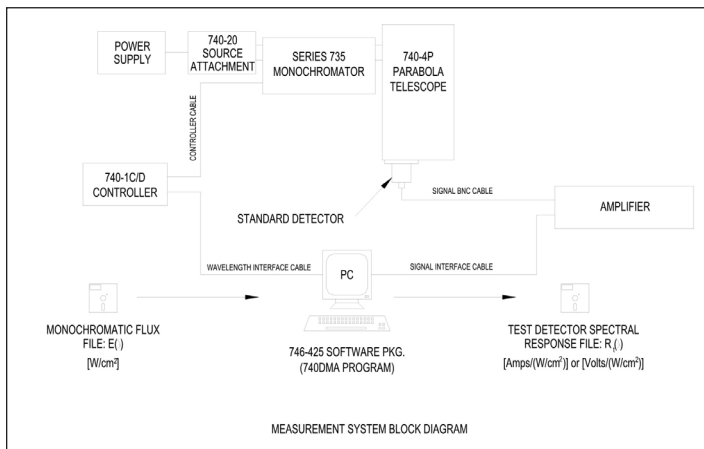 POWER
SUPPLY
740-20
SOURCE
ATTACHMENT
SERIES 735
MONOCHROMATOR
740-4P
PARABOLA
TELESCOPE
CONTROLLER CABLE
740-1C/D
CONTROLLER
STANDARD DETECTOR
SIGNAL BNC CABLE
AMPLIFIER
WAVELENGTH INTERFACE CABLE
PC
SIGNAL INTERFACE CABLE
MONOCHROMATIC FLUX
FILE: E( )
[W/cm²]
746-425 SOFTWARE PKG.
(740DMA PROGRAM)
TEST DETECTOR SPECTRAL
RESPONSE FILE: Rt( )
[Amps/(W/cm²)] or [Volts/(W/cm²)]
MEASUREMENT SYSTEM BLOCK DIAGRAM